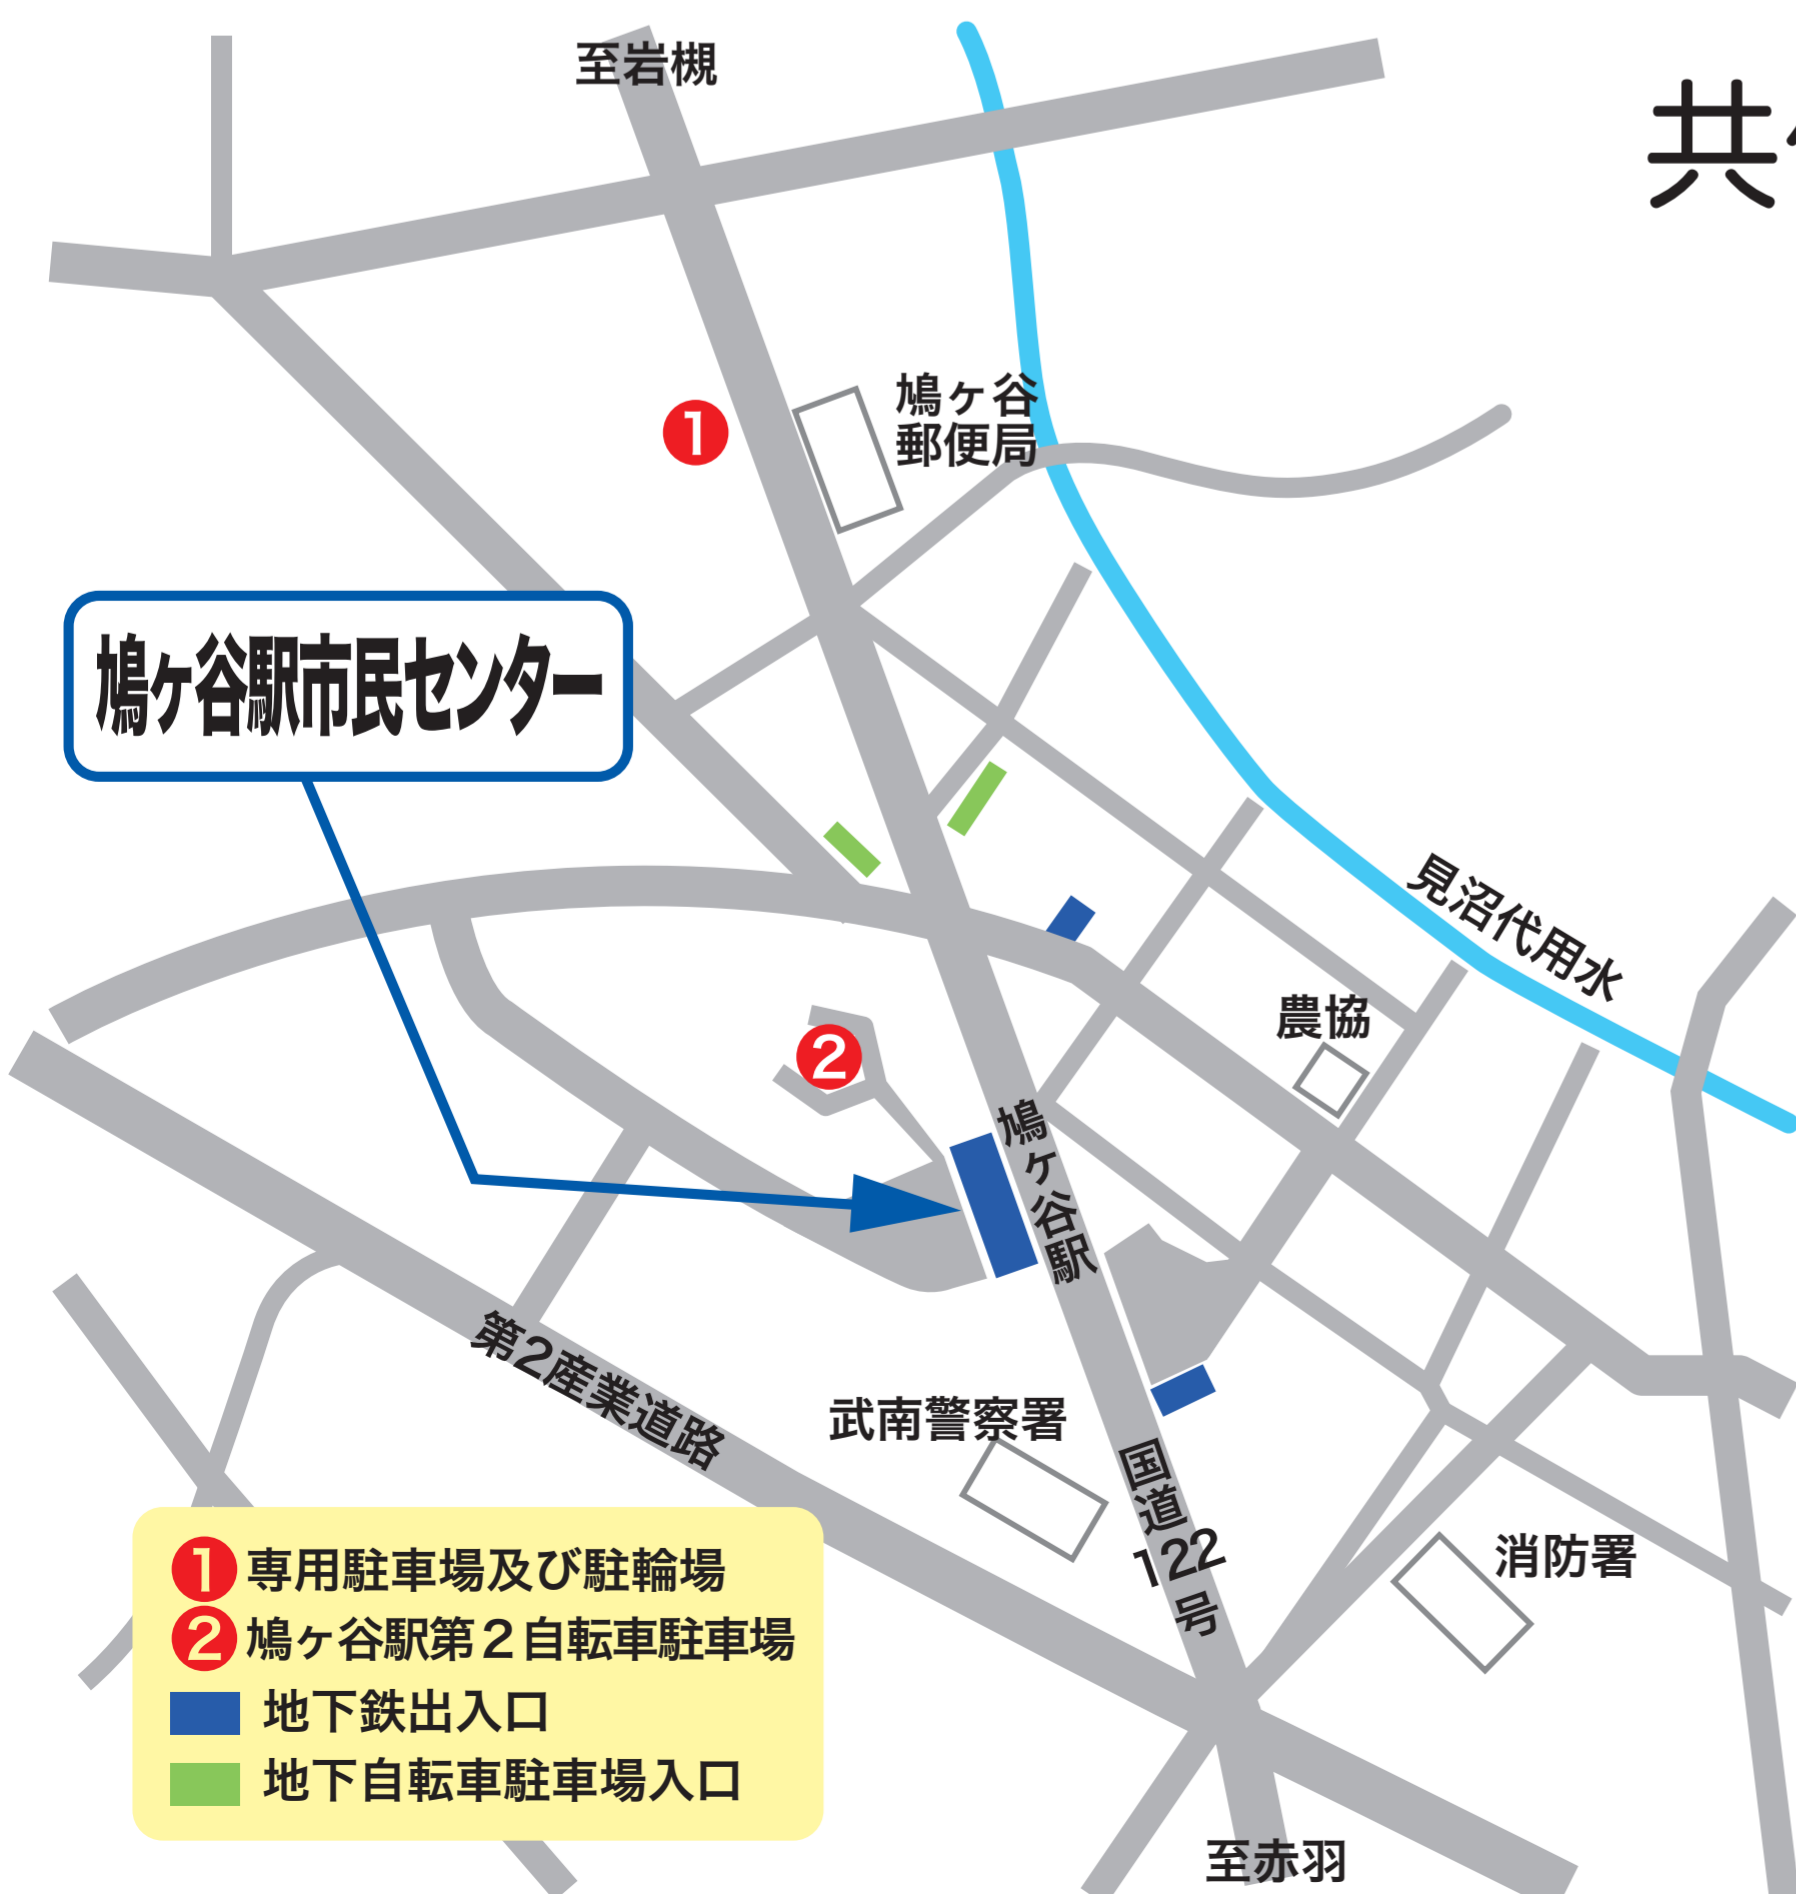 至岩槻
共
1
鳩ヶ谷
郵便局
鳩ヶ谷駅市民センター
見沼代用水
農協
2
鳩ヶ谷駅
第2産業道路
武南警察署
国道122号
消防署
1 専用駐車場及び駐輪場
2 鳩ヶ谷駅第2自転車駐車場
地下鉄出入口
地下自転車駐車場入口
至赤羽